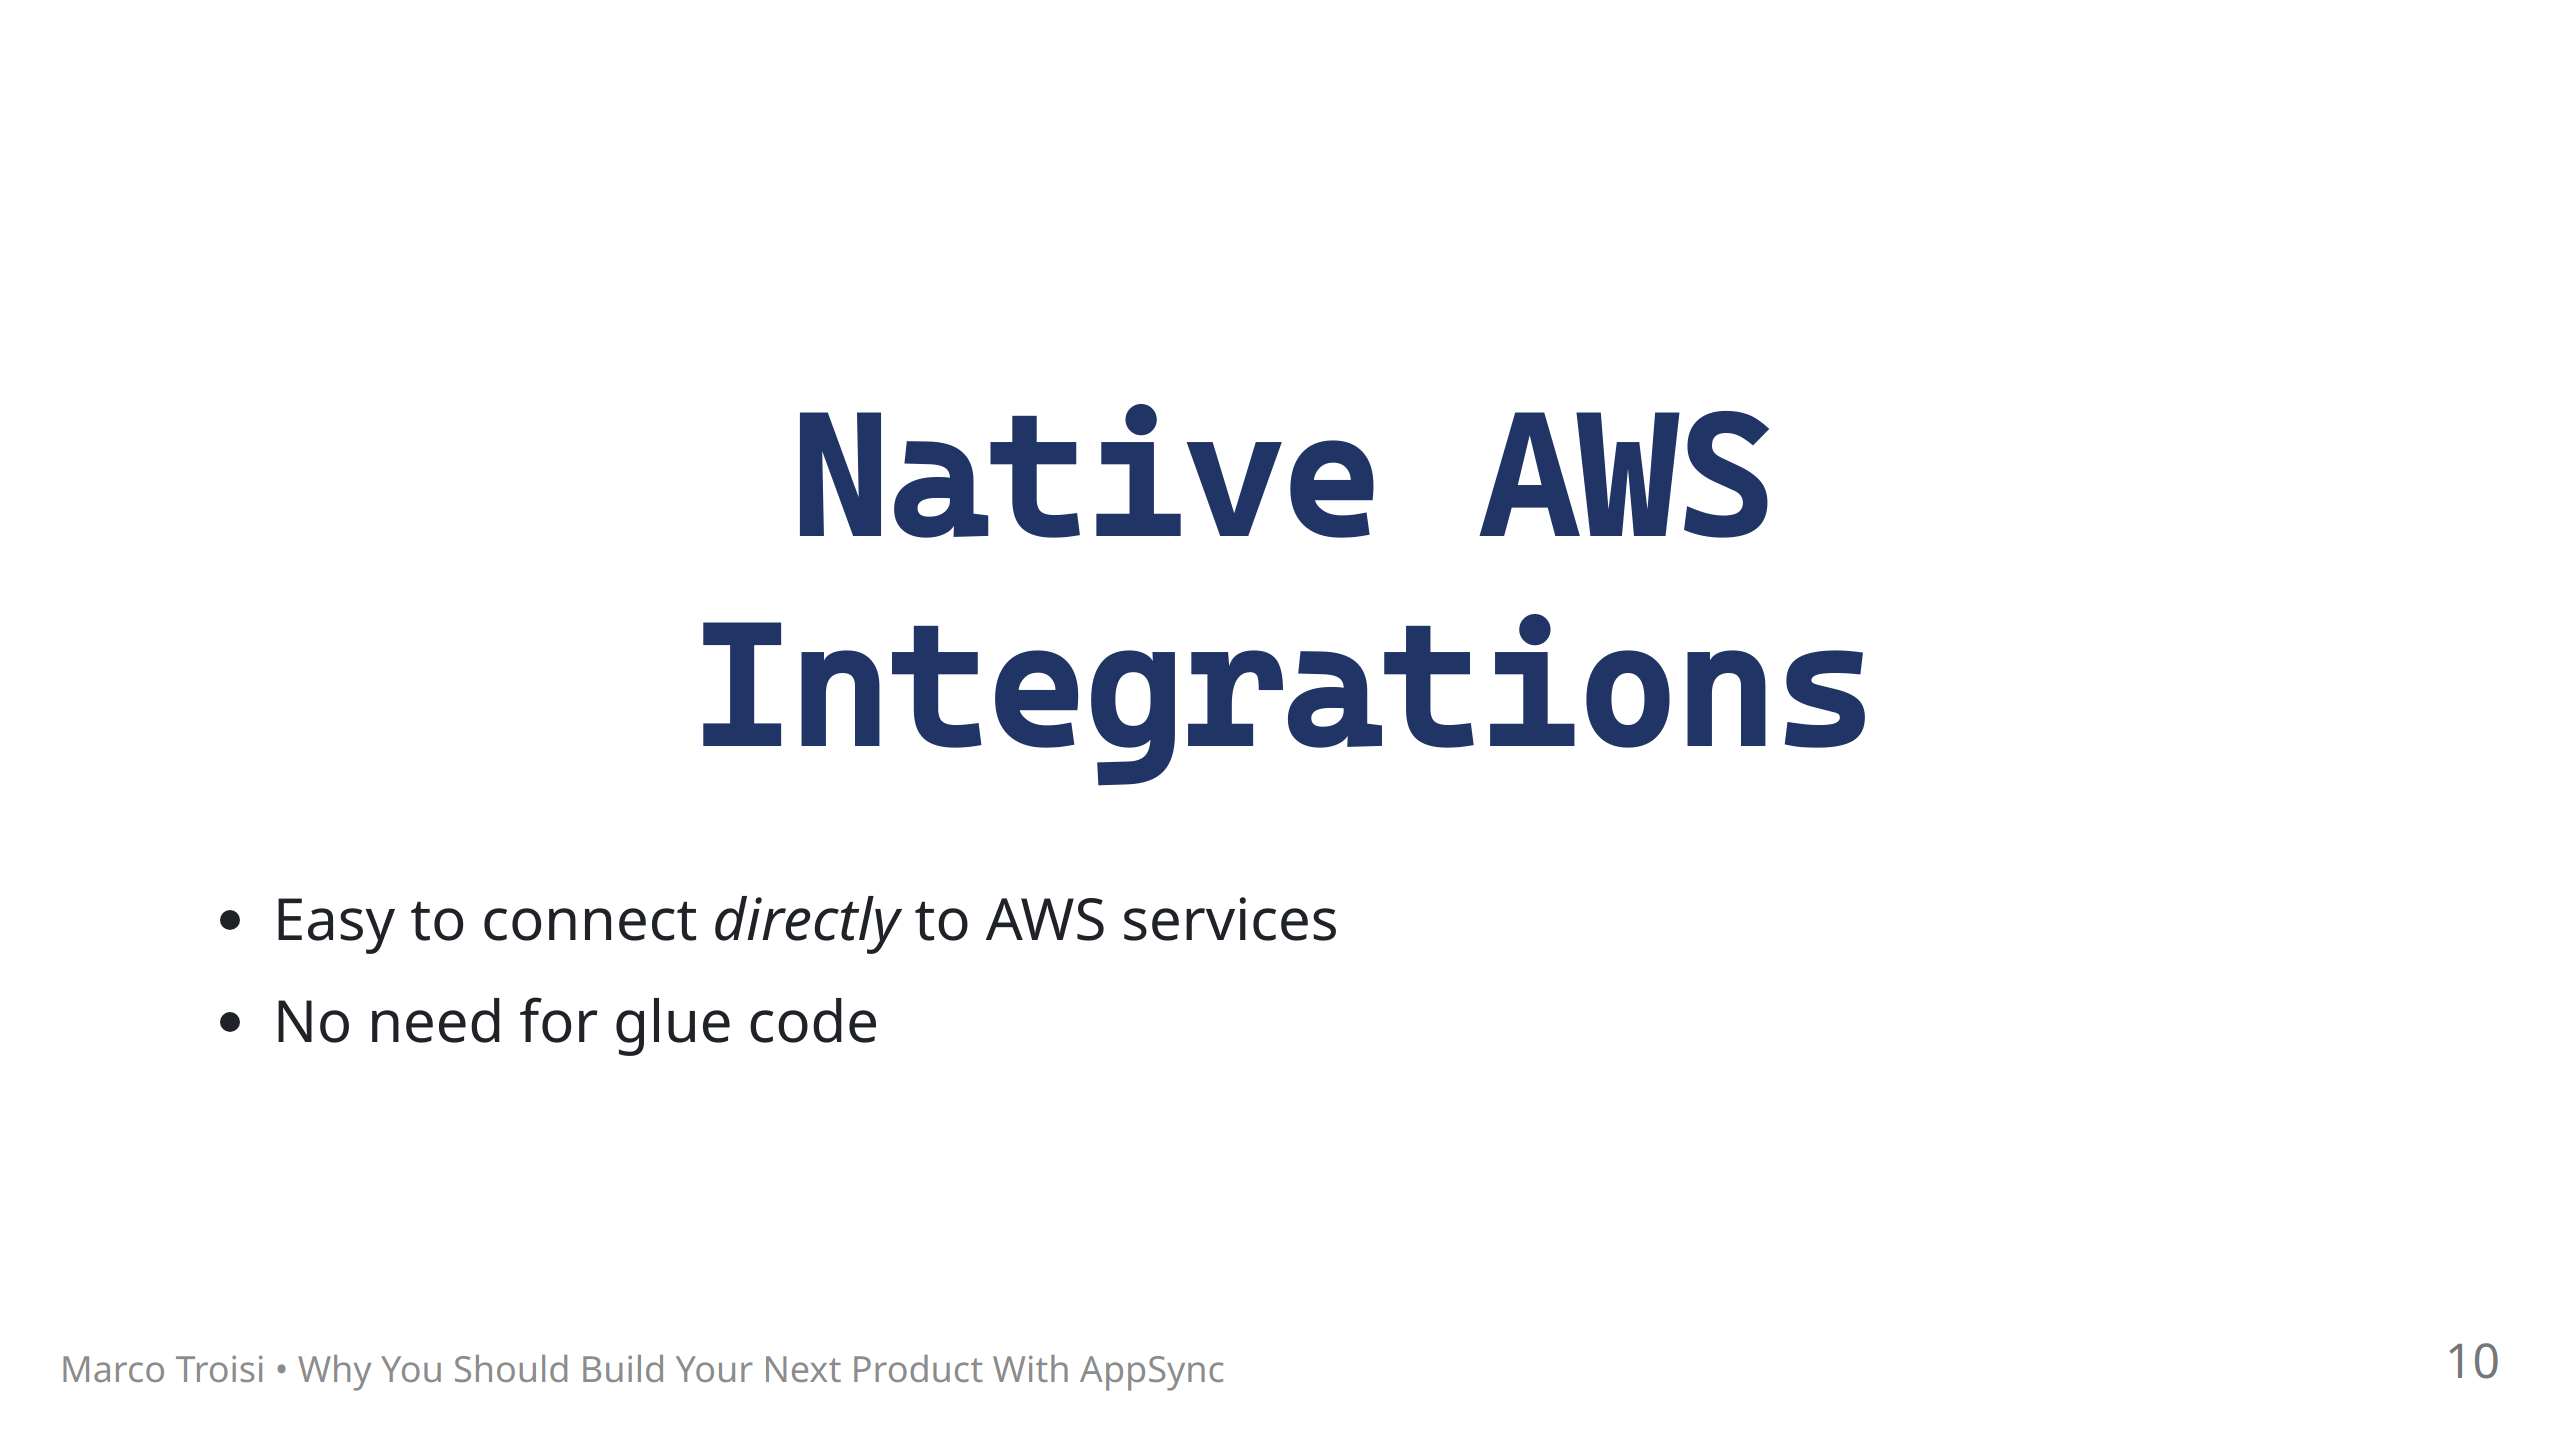 Native AWS
Integrations
• Easy to connect directly to AWS services
• No need for glue code
Marco Troisi • Why You Should Build Your Next Product With AppSync
10